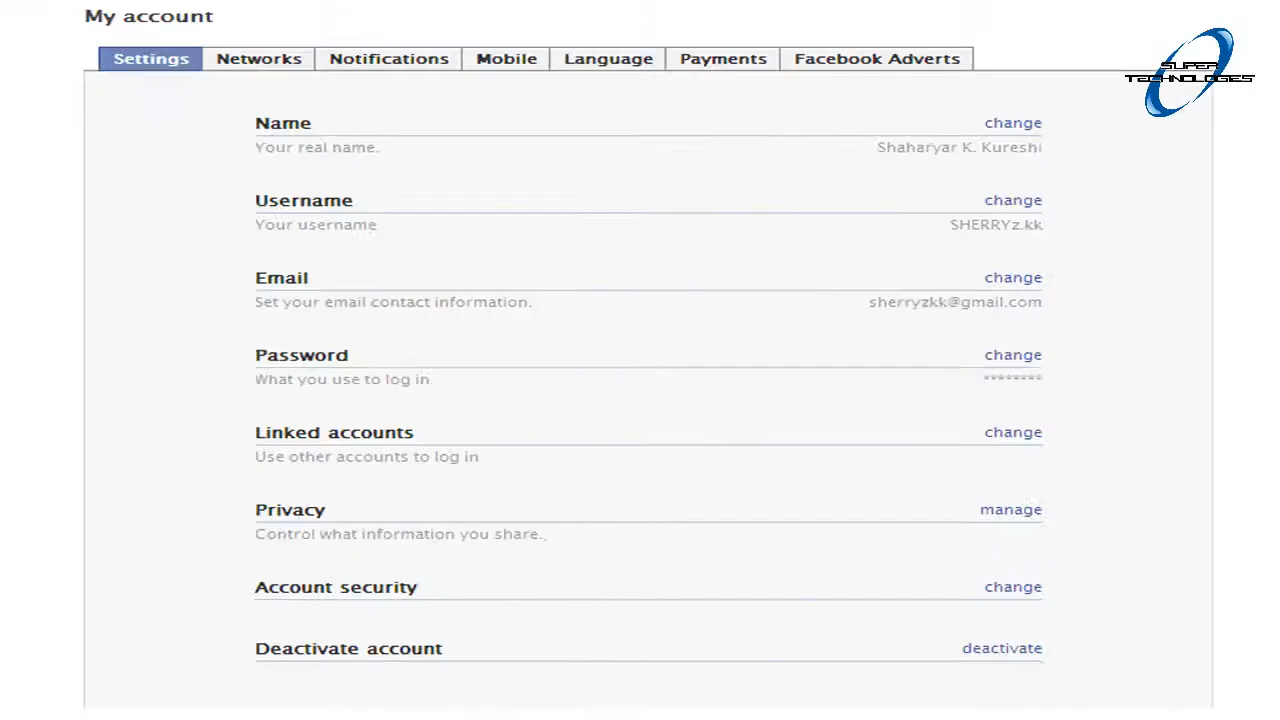 My account
Settings Networks Notifications Mobile Language Payments Facebook Adverts
SUPER
TECHNOLOGIES
Name change
Your real name. Shaharyar K. Kureshi
Username change
Your username SHERRYz.kk
Email change
Set your email contact information. sherryzkk@gmail.com
Password change
What you use to log in ********
Linked accounts change
Use other accounts to log in
Privacy manage
Control what information you share.
Account security change
Deactivate account deactivate